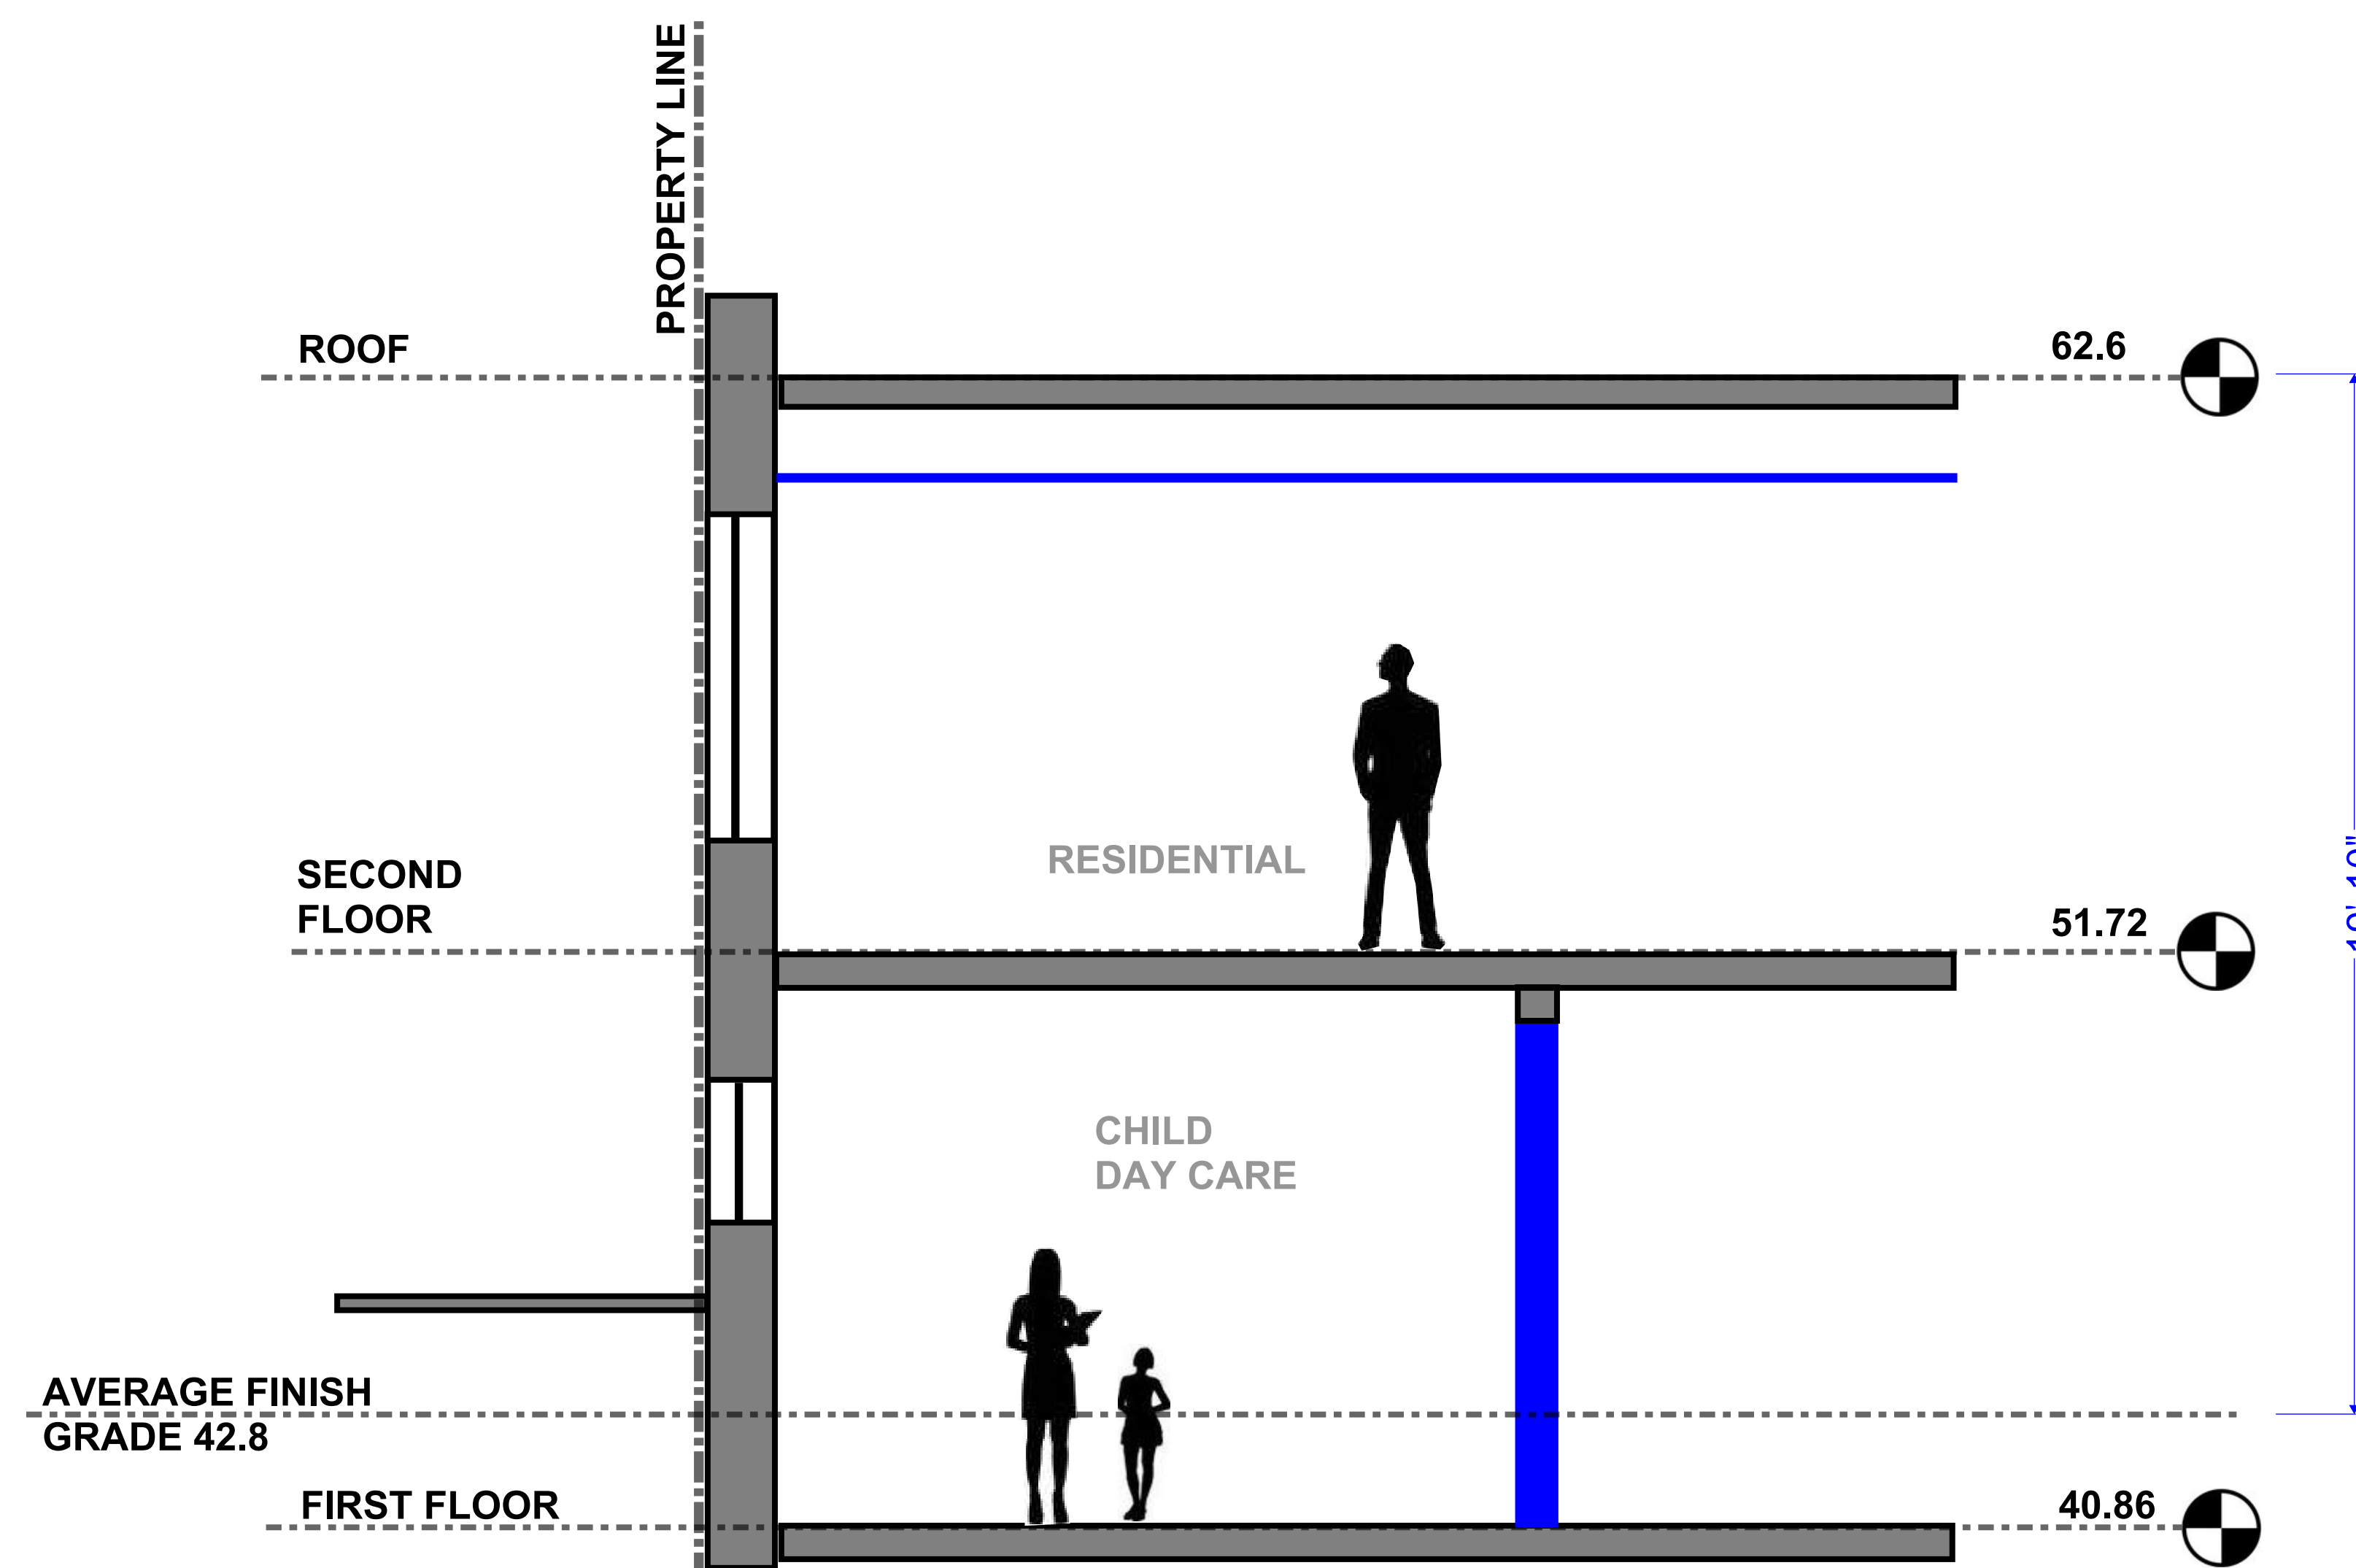 PROPERTY LINE
ROOF
62.6
RESIDENTIAL
SECOND
FLOOR
51.72
CHILD
DAY CARE
AVERAGE FINISH
GRADE 42.8
FIRST FLOOR
40.86